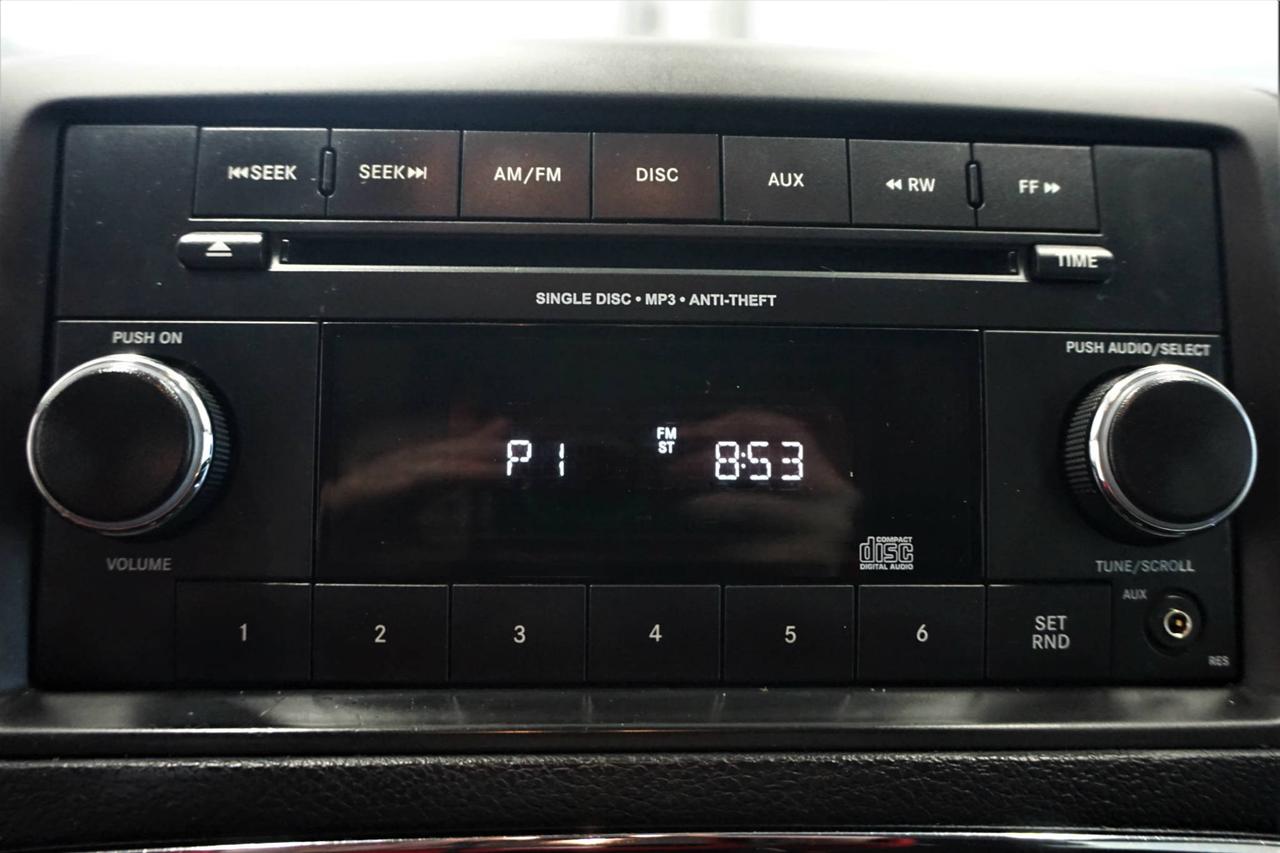 SEEK
SEEK
AM/FM
DISC
AUX
RW
FF
TIME
SINGLE DISC • MP3 • ANTI-THEFT
PUSH ON
PUSH AUDIO/SELECT
P1
FM
ST
8:53
COMPACT
disc
DIGITAL AUDIO
VOLUME
TUNE/SCROLL
AUX
1
2
3
4
5
6
SET
RND
RES